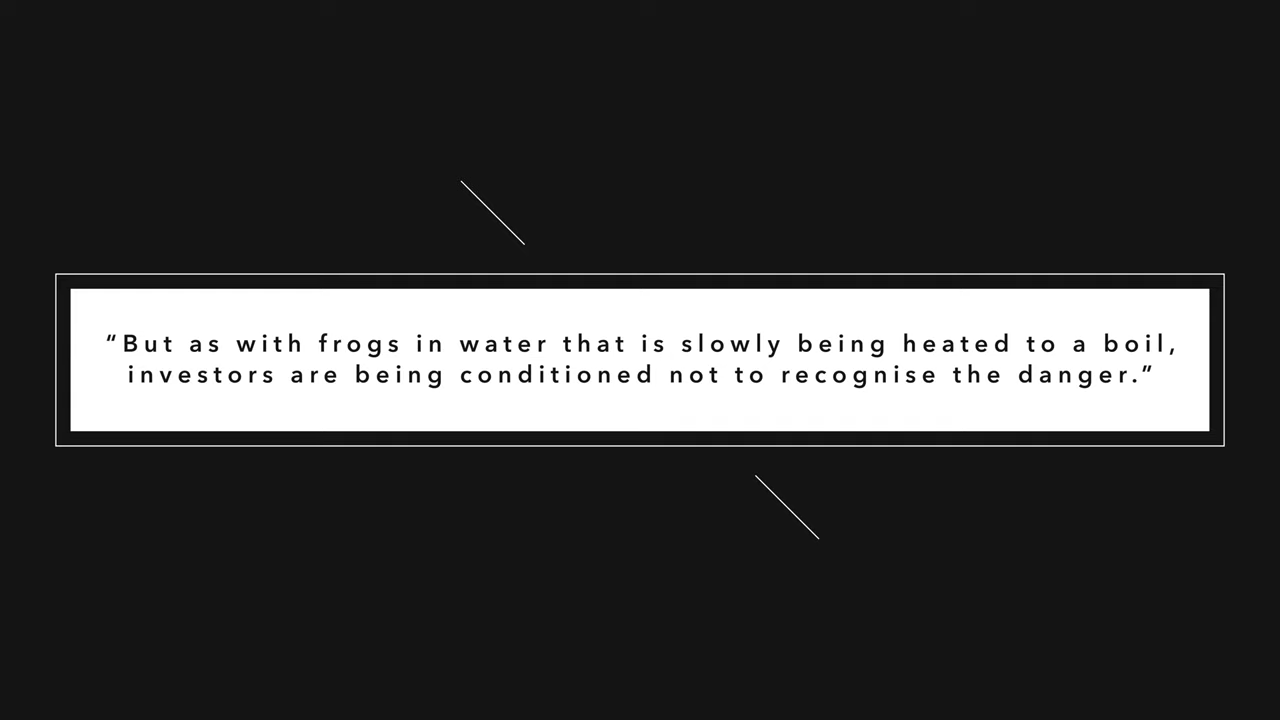 “But as with frogs in water that is slowly being heated to a boil,
investors are being conditioned not to recognise the danger.”